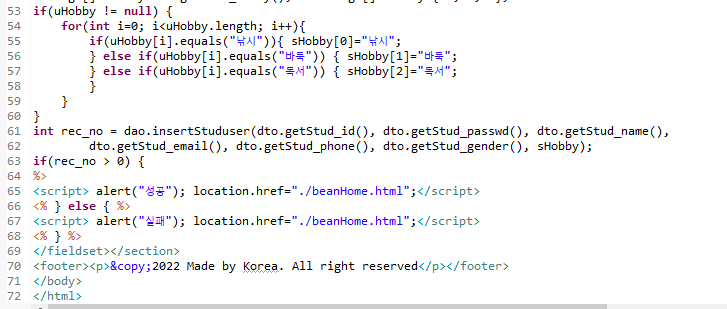 53 if(uHobby != null) {
54 for(int i=0; i<uHobby.length; i++){
55 if(uHobby[i].equals("낚시")){ sHobby[0]="낚시";
56 } else if(uHobby[i].equals("바둑")) { sHobby[1]="바둑";
57 } else if(uHobby[i].equals("독서")) { sHobby[2]="독서";
58 }
59 }
60 }
61 int rec_no = dao.insertStuduser(dto.getStud_id(), dto.getStud_passwd(), dto.getStud_name(),
62 dto.getStud_email(), dto.getStud_phone(), dto.getStud_gender(), sHobby);
63 if(rec_no > 0) {
64 %>
65 <script> alert("성공"); location.href="./beanHome.html";</script>
66 <% } else { %>
67 <script> alert("실패"); location.href="./beanHome.html";</script>
68 <% } %>
69 </fieldset></section>
70 <footer><p>&copy;2022 Made by Korea. All right reserved</p></footer>
71 </body>
72 </html>